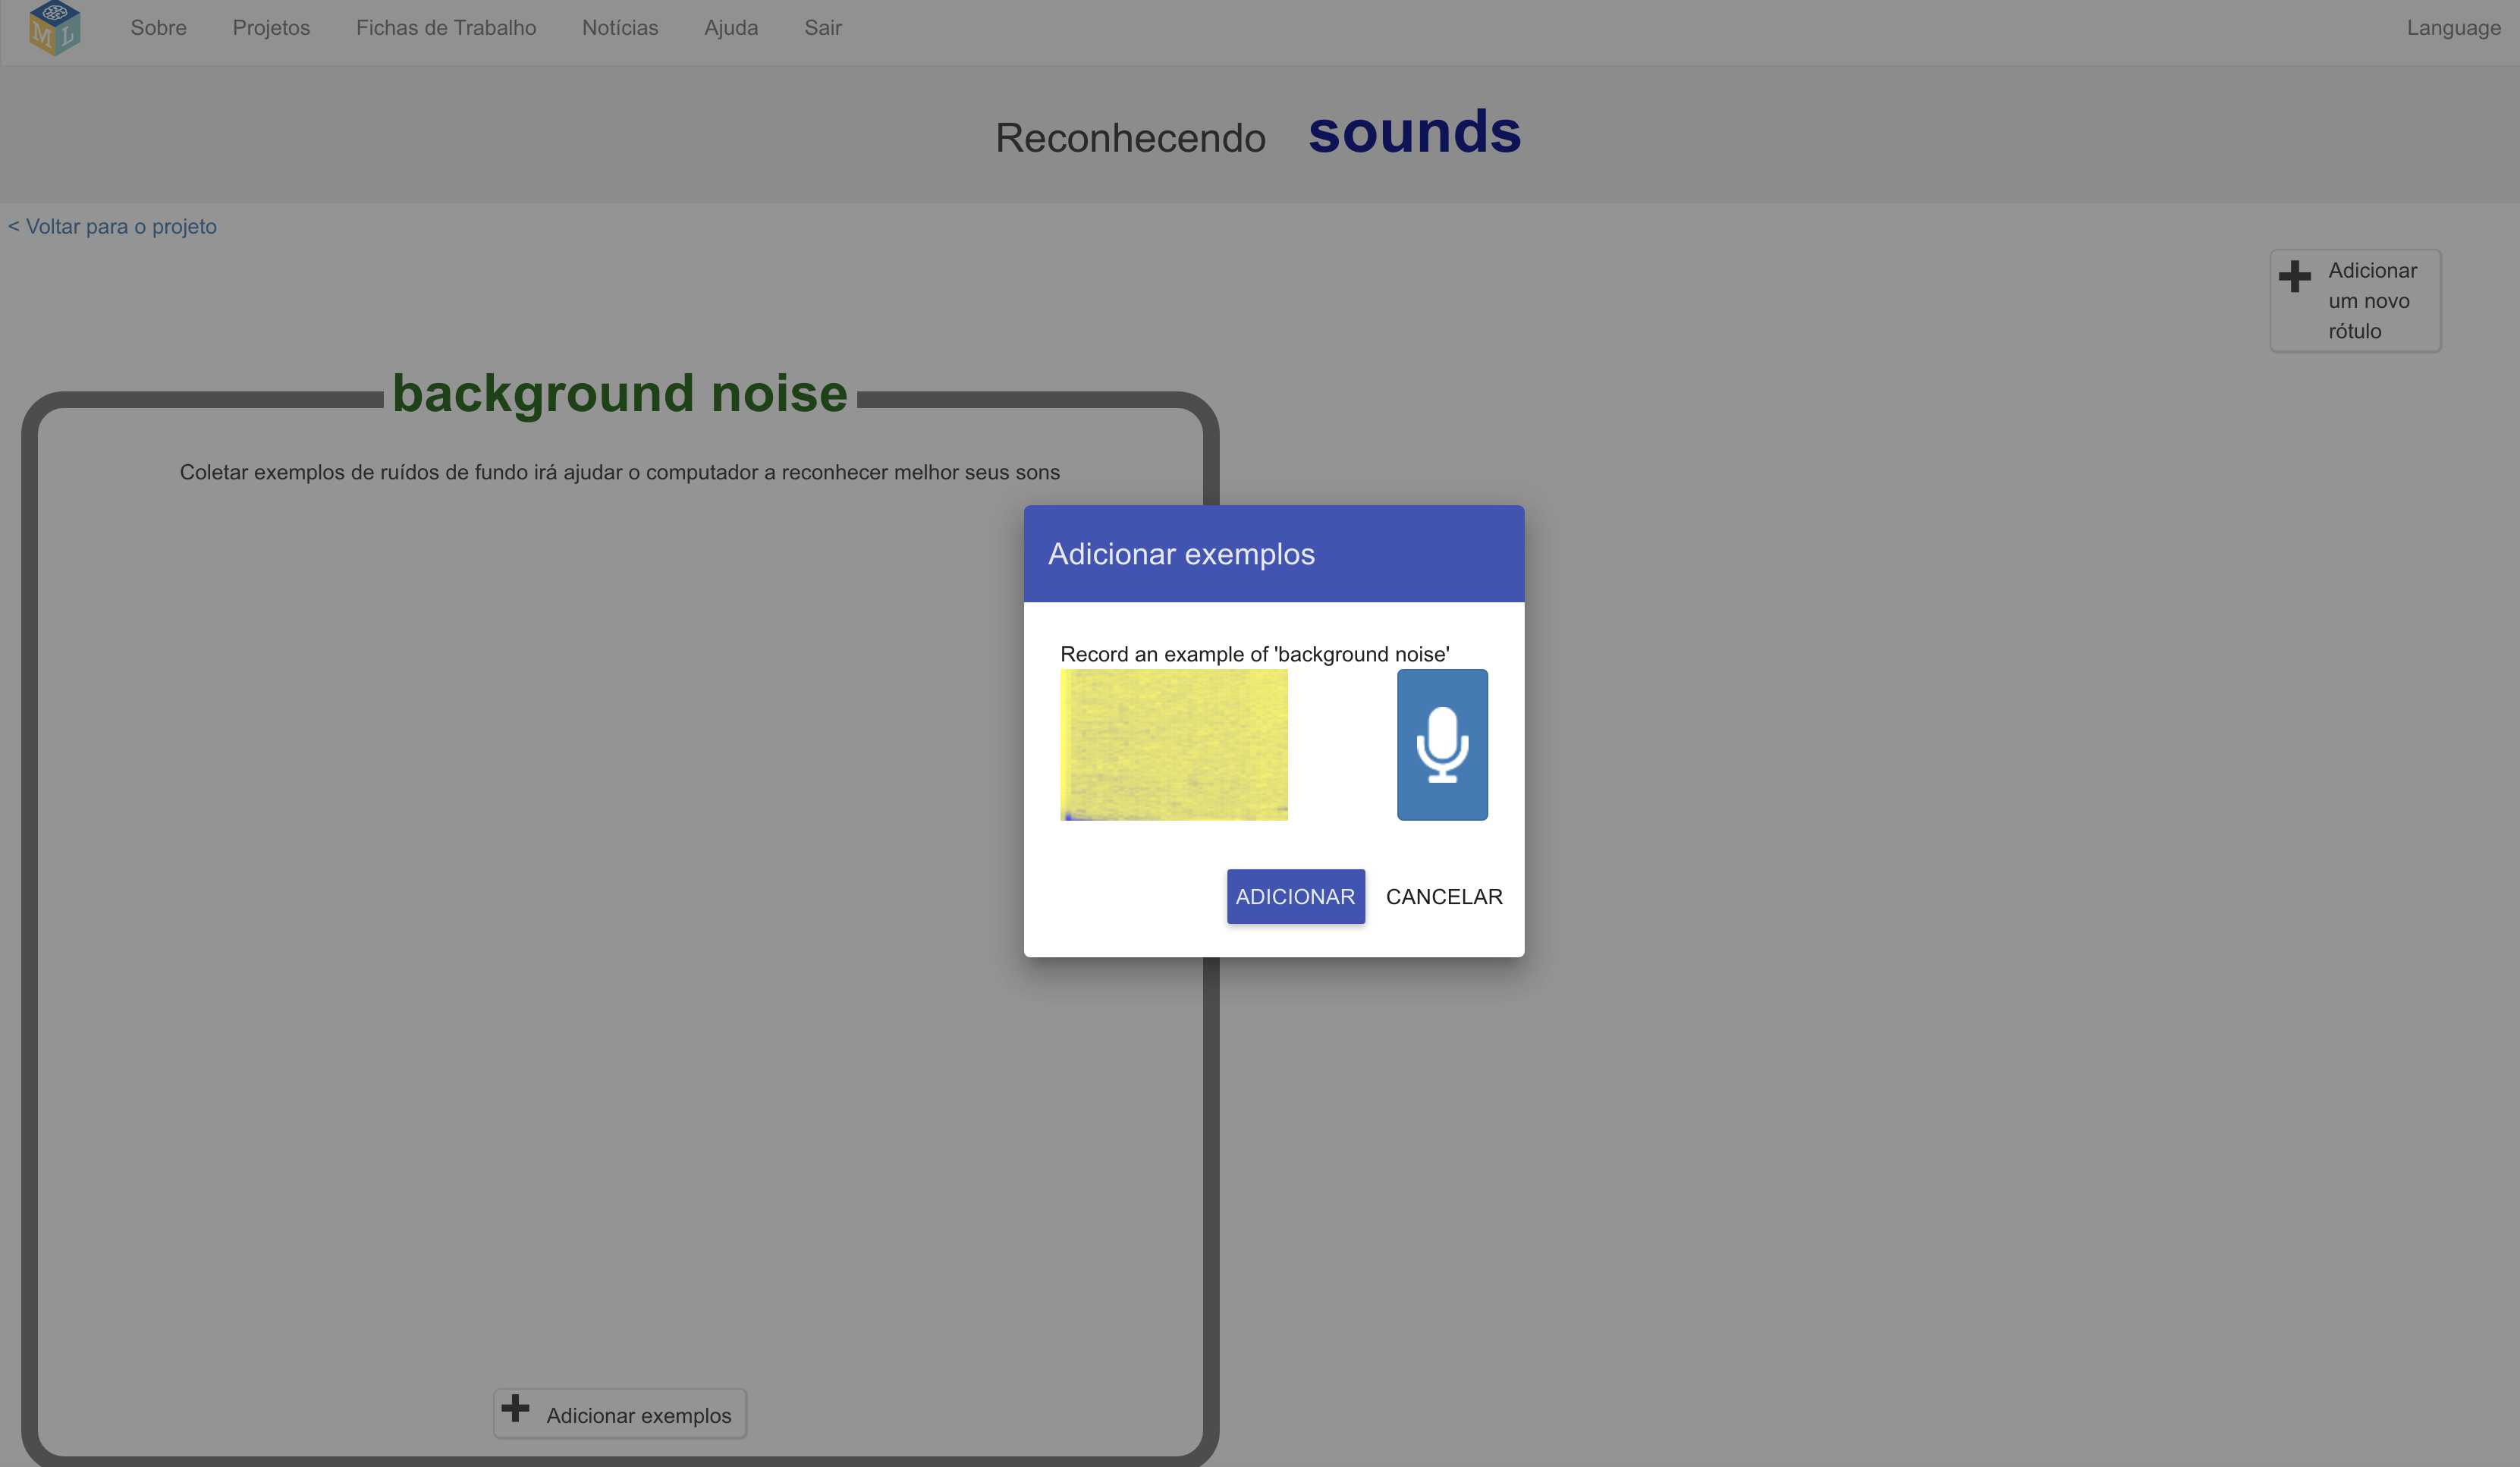 M L
Sobre Projetos Fichas de Trabalho Notícias Ajuda Sair Language
Reconhecendo sounds
< Voltar para o projeto
Adicionar
um novo
rótulo
background noise
Coletar exemplos de ruídos de fundo irá ajudar o computador a reconhecer melhor seus sons
Adicionar exemplos
Record an example of 'background noise'
ADICIONAR CANCELAR
Adicionar exemplos